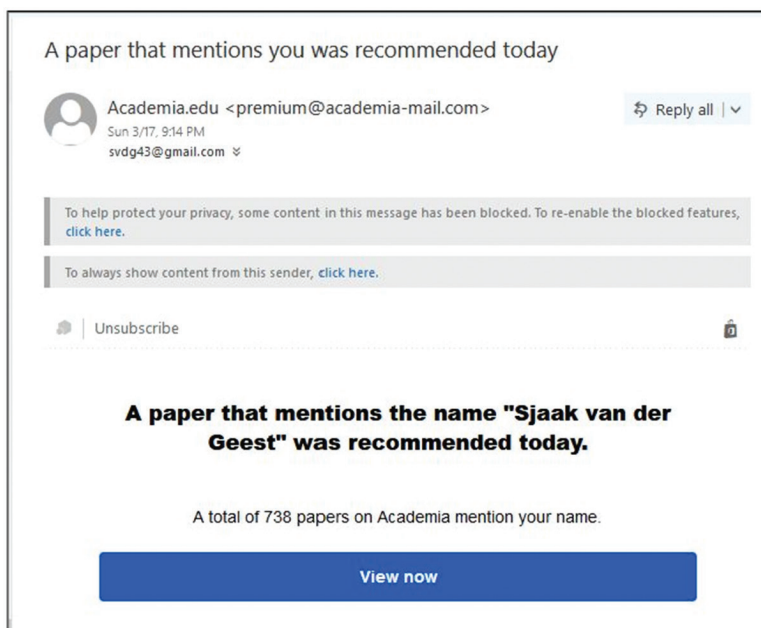 A paper that mentions you was recommended today
Academia.edu <premium@academia-mail.com>
Reply all
Sun 3/17, 9:14 PM
svdg43@gmail.com
To help protect your privacy, some content in this message has been blocked. To re-enable the blocked features,
click here.
To always show content from this sender, click here.
Unsubscribe
A paper that mentions the name "Sjaak van der
Geest" was recommended today.
A total of 738 papers on Academia mention your name.
View now